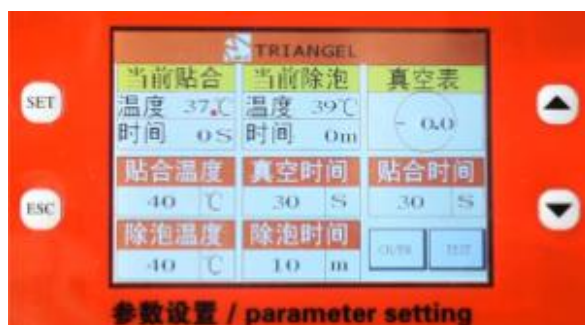 TRIANGEL
当前贴合 当前除泡 真空表
SET
温度 37℃ 温度 39℃
时间 0S 时间 0m
- 0.0
贴合温度 真空时间 贴合时间
ESC
40 ℃ 30 S 30 S
除泡温度 除泡时间
40 ℃ 10 m
参数设置 / parameter setting